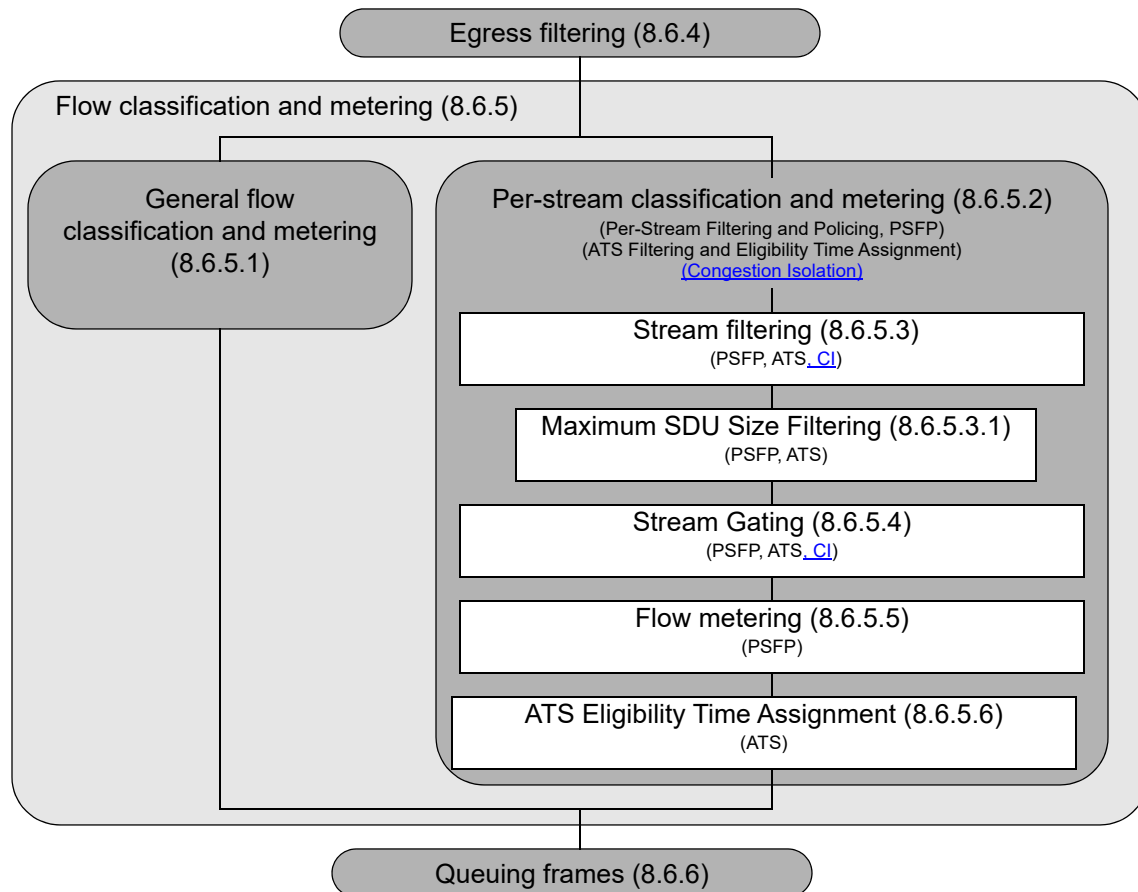 Egress filtering (8.6.4)
Flow classification and metering (8.6.5)
General flow
classification and metering
(8.6.5.1)
Per-stream classification and metering (8.6.5.2)
(Per-Stream Filtering and Policing, PSFP)
(ATS Filtering and Eligibility Time Assignment)
(Congestion Isolation)
Stream filtering (8.6.5.3)
(PSFP, ATS, CI)
Maximum SDU Size Filtering (8.6.5.3.1)
(PSFP, ATS)
Stream Gating (8.6.5.4)
(PSFP, ATS, CI)
Flow metering (8.6.5.5)
(PSFP)
ATS Eligibility Time Assignment (8.6.5.6)
(ATS)
Queuing frames (8.6.6)